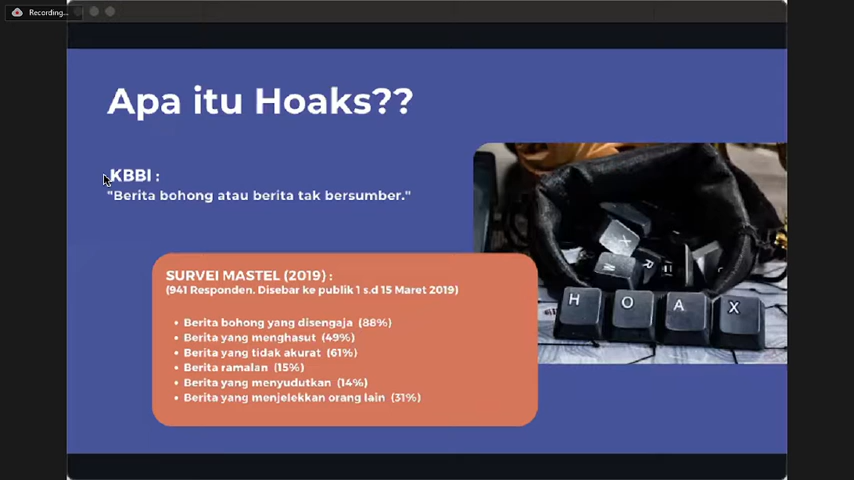 Recording...
Apa itu Hoaks??
KBBI :
"Berita bohong atau berita tak bersumber."
SURVEI MASTEL (2019) :
(941 Responden. Disebar ke publik 1 s.d 15 Maret 2019)
• Berita bohong yang disengaja (88%)
• Berita yang menghasut (49%)
• Berita yang tidak akurat (61%)
• Berita ramalan (15%)
• Berita yang menyudutkan (14%)
• Berita yang menjelekkan orang lain (31%)
X
M R
H O A X